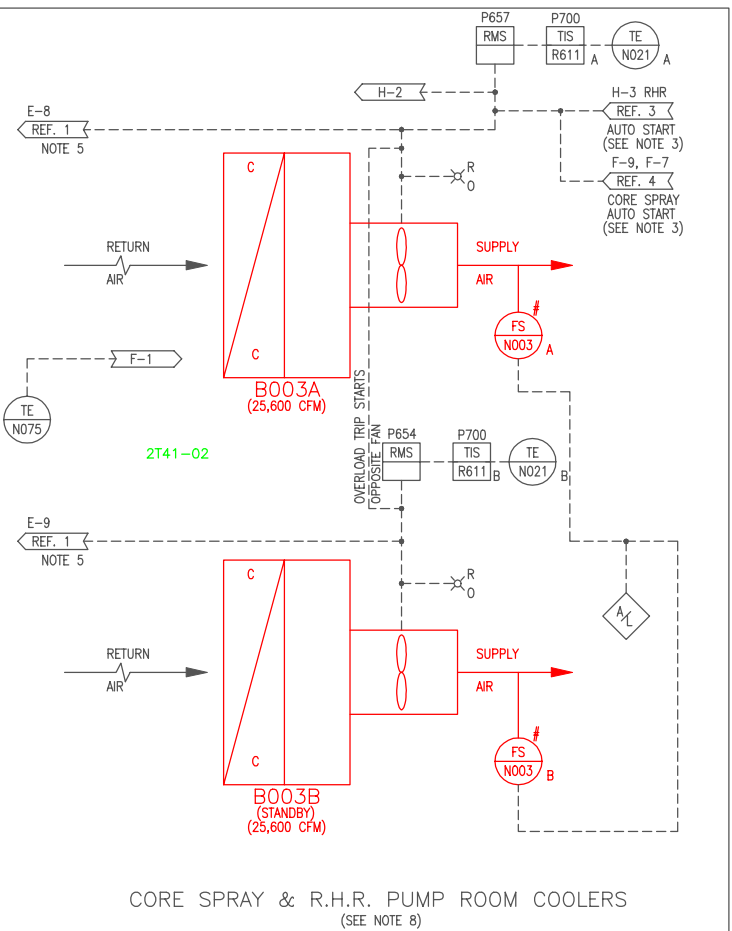 P657
RMS
P700
TIS
R611
A
TE
N021
A
H-2
H-3 RHR
REF. 3
AUTO START
(SEE NOTE 3)
F-9, F-7
REF. 4
CORE SPRAY
AUTO START
(SEE NOTE 3)
E-8
REF. 1
NOTE 5
R
O
C
C
RETURN
AIR
SUPPLY
AIR
#
FS
N003
A
B003A
(25,600 CFM)
F-1
TE
N075
2T41-02
OVERLOAD TRIP STARTS
OPPOSITE FAN
P654
RMS
P700
TIS
R611
B
TE
N021
B
E-9
REF. 1
NOTE 5
R
O
C
C
RETURN
AIR
SUPPLY
AIR
A/L
#
FS
N003
B
B003B
(STANDBY)
(25,600 CFM)
CORE SPRAY & R.H.R. PUMP ROOM COOLERS
(SEE NOTE 8)